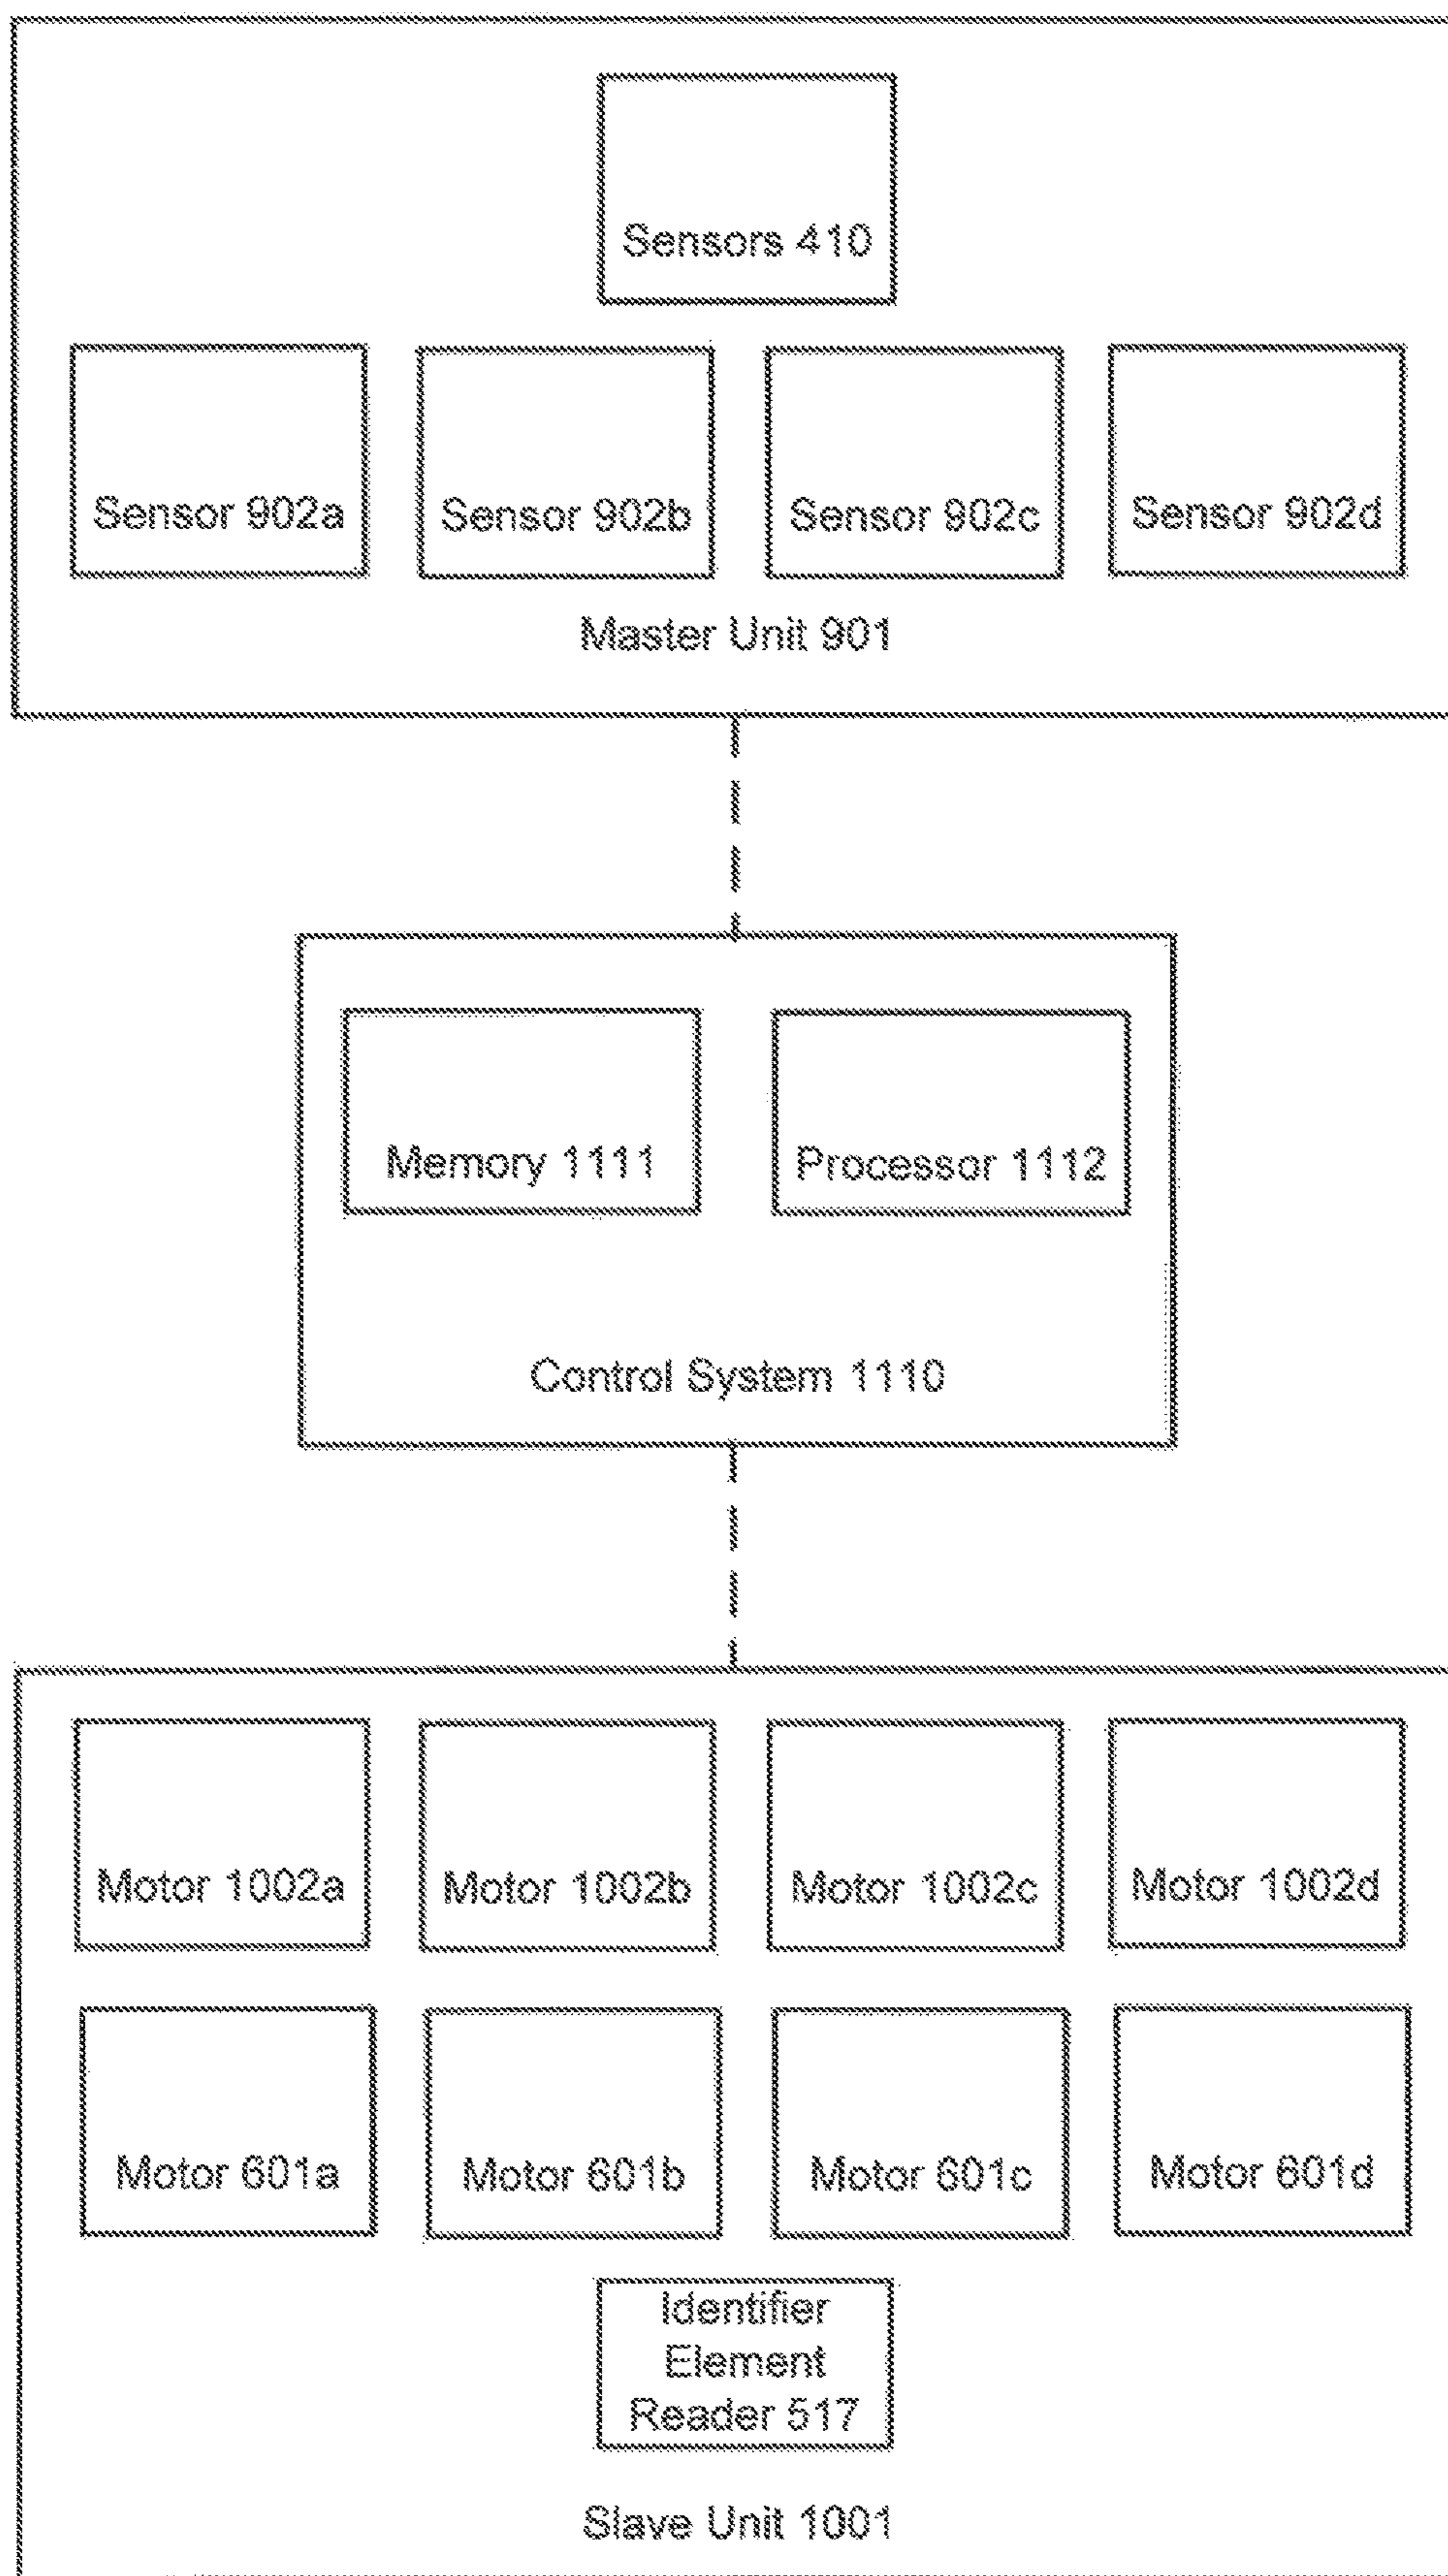 Sensors 410
Sensor 902a
Sensor 902b
Sensor 902c
Sensor 902d
Master Unit 901
Memory 1111
Processor 1112
Control System 1110
Motor 1002a
Motor 1002b
Motor 1002c
Motor 1002d
Motor 601a
Motor 601b
Motor 601c
Motor 601d
Identifier
Element
Reader 517
Slave Unit 1001